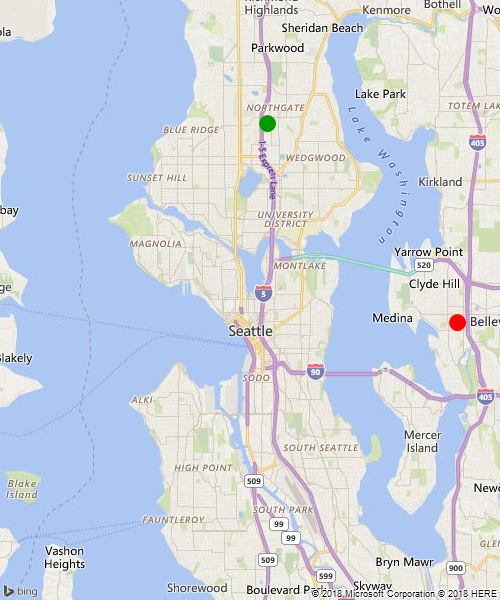 Richmond
Highlands
Kenmore
Bothell
Sheridan Beach
Parkwood
Lake Park
NORTHGATE
TOTEM LAKE
BLUE RIDGE
Lake Washington
405
I-5 Express Lane
WEDGWOOD
SUNSET HILL
Kirkland
UNIVERSITY
DISTRICT
MAGNOLIA
Yarrow Point
MONTLAKE
520
Clyde Hill
5
Medina
Bellev
Seattle
Blakely
90
SODO
ALKI
405
Mercer
Island
SOUTH SEATTLE
HIGH POINT
Blake
Island
509
Newc
SOUTH PARK
FAUNTLEROY
99
99
GLEN
Vashon
Heights
509
Bryn Mawr
599
900
Shorewood
Boulevard Park
Skyway
bing
© 2018 Microsoft Corporation © 2018 HERE